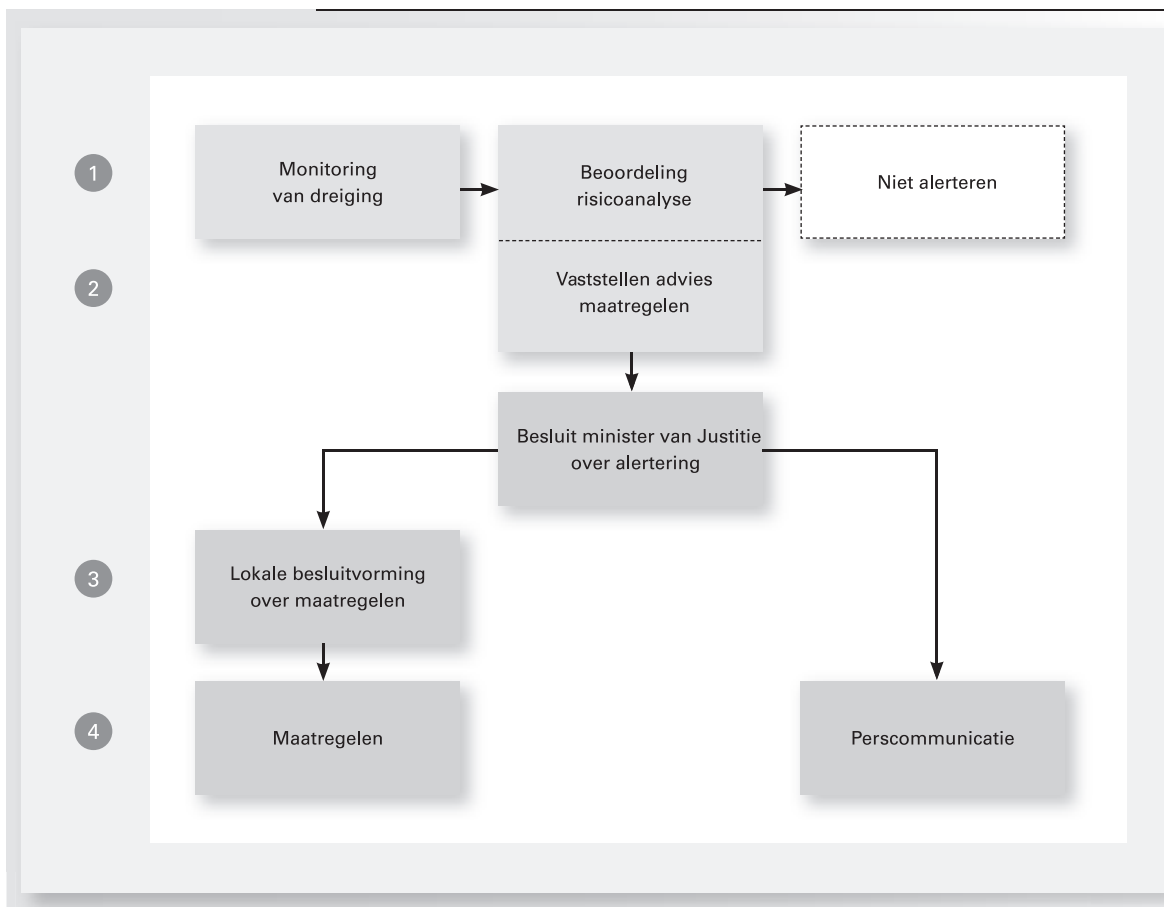 1
Monitoring
van dreiging
Beoordeling
risicoanalyse
Niet alerteren
2
Vaststellen advies
maatregelen
Besluit minister van Justitie
over alertering
3
Lokale besluitvorming
over maatregelen
4
Maatregelen
Perscommunicatie